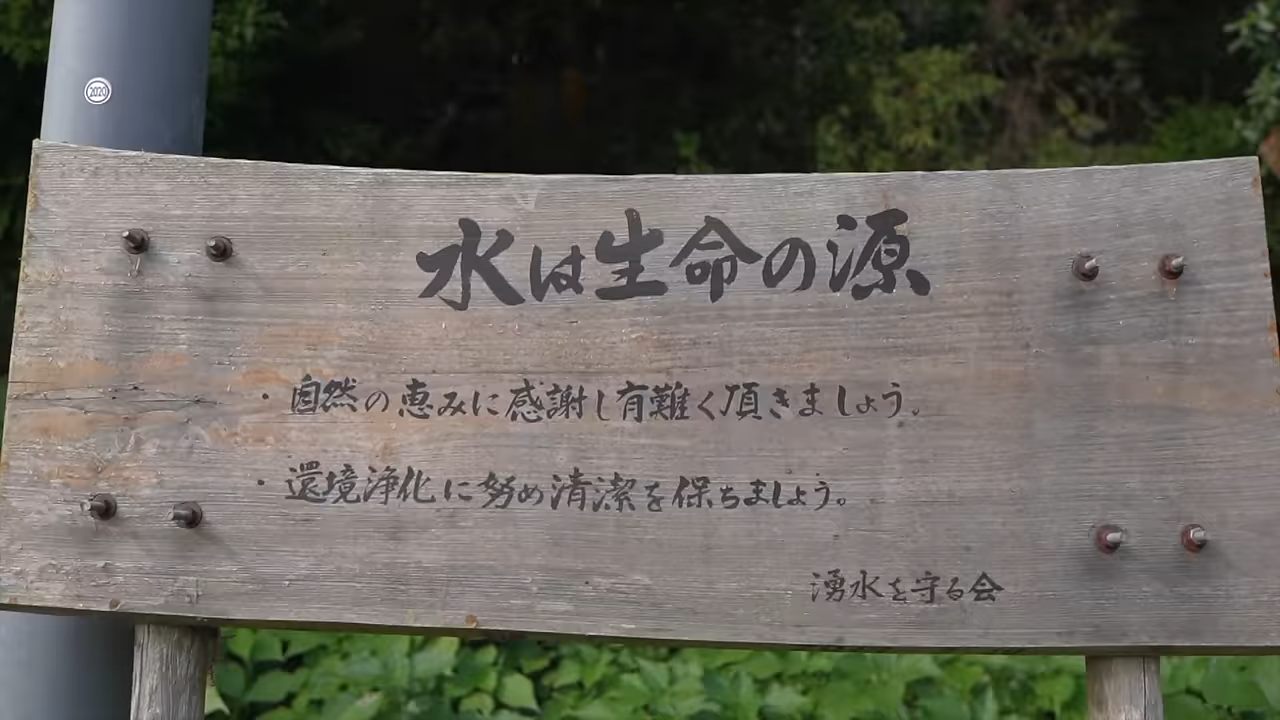 2020
水は生命の源
・自然の恵みに感謝し有難く頂きましょう。
・環境浄化に努め清潔を保ちましょう。
湧水を守る会